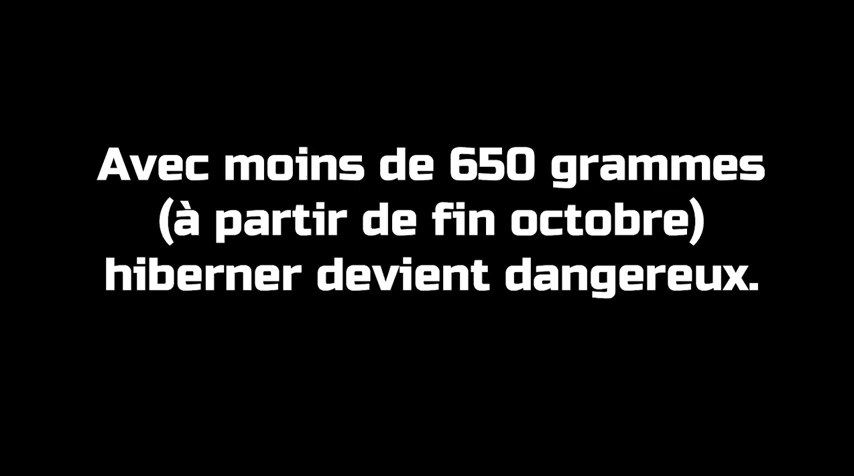 Avec moins de 650 grammes
(à partir de fin octobre)
hiberner devient dangereux.